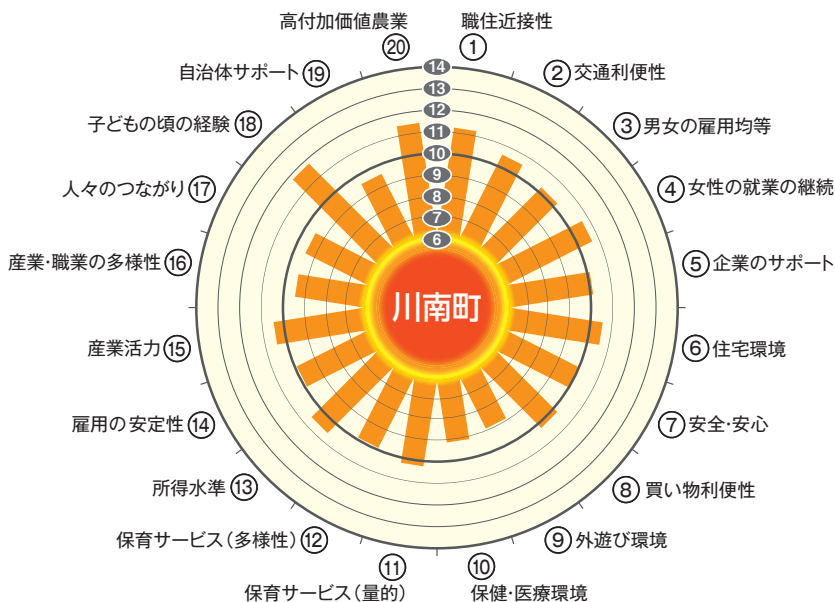 高付加価値農業
⑳
職住近接性
①
② 交通利便性
③ 男女の雇用均等
④ 女性の就業の継続
⑤ 企業のサポート
⑥ 住宅環境
⑦ 安全・安心
⑧ 買い物利便性
⑨ 外遊び環境
⑩
保健・医療環境
⑪
保育サービス(量的)
保育サービス(多様性) ⑫
所得水準 ⑬
雇用の安定性 ⑭
産業活力 ⑮
産業・職業の多様性 ⑯
人々のつながり ⑰
子どもの頃の経験 ⑱
自治体サポート ⑲
14
13
12
11
10
9
8
7
6
川南町